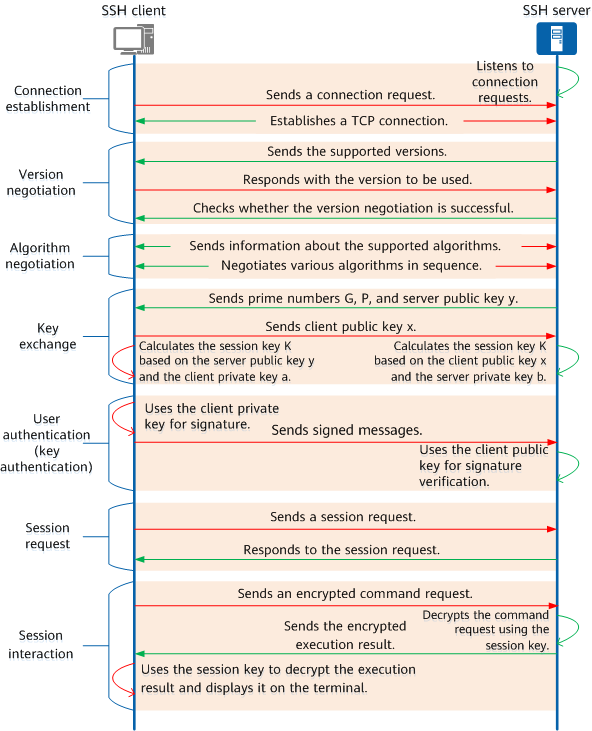 SSH client
SSH server
Connection
establishment
Listens to
connection
requests.
Sends a connection request.
Establishes a TCP connection.
Version
negotiation
Sends the supported versions.
Responds with the version to be used.
Checks whether the version negotiation is successful.
Algorithm
negotiation
Sends information about the supported algorithms.
Negotiates various algorithms in sequence.
Key
exchange
Sends prime numbers G, P, and server public key y.
Sends client public key x.
Calculates the session key K
based on the server public key y
and the client private key a.
Calculates the session key K
based on the client public key x
and the server private key b.
User
authentication
(key
authentication)
Uses the client private
key for signature.
Sends signed messages.
Uses the client public
key for signature
verification.
Session
request
Sends a session request.
Responds to the session request.
Session
interaction
Sends an encrypted command request.
Decrypts the command
request using the
session key.
Sends the encrypted
execution result.
Uses the session key to decrypt the execution
result and displays it on the terminal.